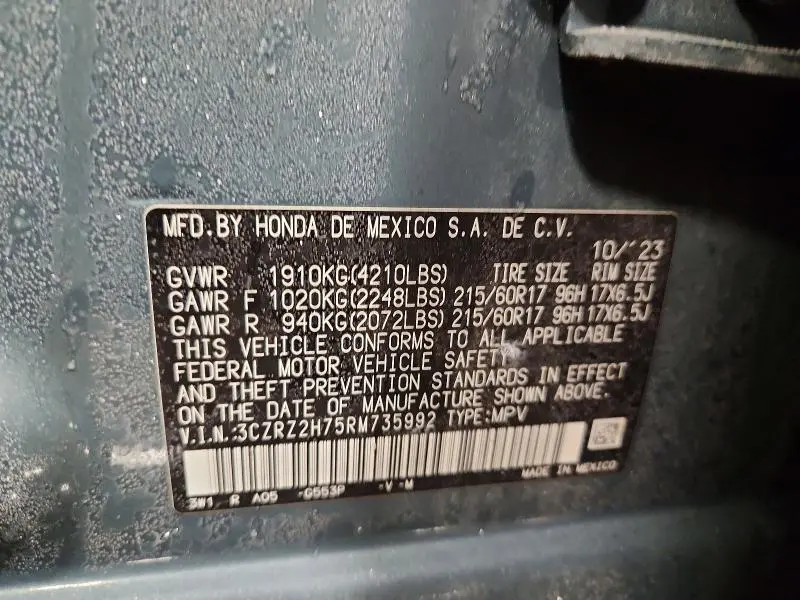 MFD.BY HONDA DE MEXICO S.A. DE C.V.
10/'23
GVWR 1910KG(4210LBS) TIRE SIZE RIM SIZE
GAWR F 1020KG(2248LBS) 215/60R17 96H 17X6.5J
GAWR R 940KG(2072LBS) 215/60R17 96H 17X6.5J
THIS VEHICLE CONFORMS TO ALL APPLICABLE
FEDERAL MOTOR VEHICLE SAFETY
AND THEFT PREVENTION STANDARDS IN EFFECT
ON THE DATE OF MANUFACTURE SHOWN ABOVE.
V.I.N.:3CZRZ2H75RM735992 TYPE:MPV
MADE IN MEXICO
3W1 R A05 -G553P -V -M